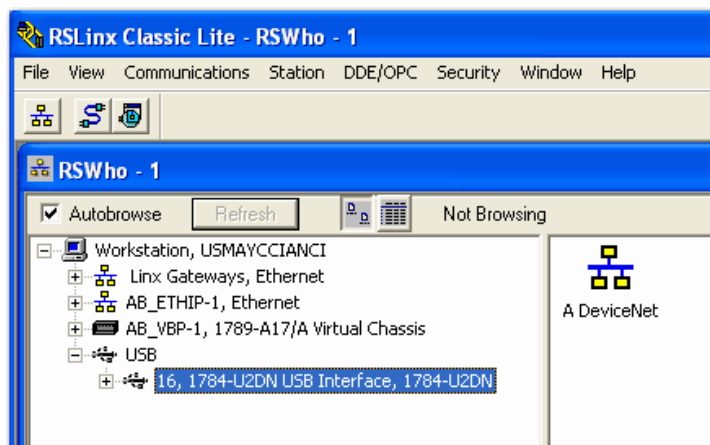 RSLinx Classic Lite - RSWho - 1
File View Communications Station DDE/OPC Security Window Help
RSWho - 1
Autobrowse Refresh Not Browsing
Workstation, USMAYCCIANCI
Linx Gateways, Ethernet
A DeviceNet
AB_ETHIP-1, Ethernet
AB_VBP-1, 1789-A17/A Virtual Chassis
USB
16, 1784-U2DN USB Interface, 1784-U2DN